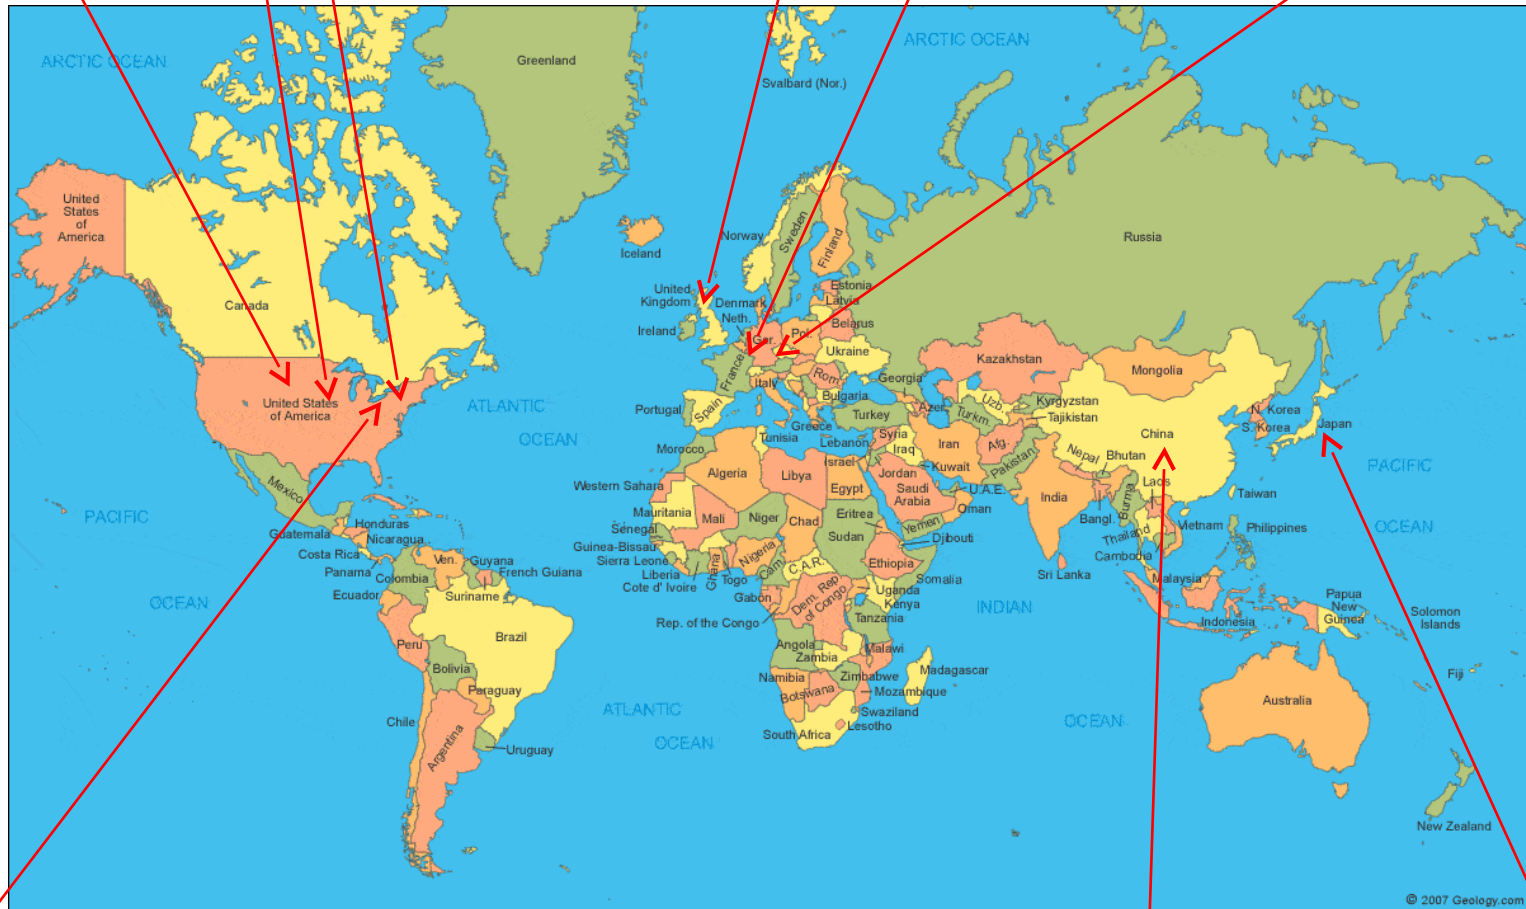 ARCTIC OCEAN
Greenland
Svalbard (Nor.)
ARCTIC OCEAN
United
States
of
America
Canada
Iceland
Norway
Sweden
Finland
Russia
United
Kingdom
Ireland
Denmark
Neth.
Estonia
Latvia
Belarus
Ger.
Pol.
Ukraine
France
Italy
Rom.
Bulgaria
Portugal
Spain
Greece
Georgia
Turkey
Azer.
Kazakhstan
Mongolia
Uzb.
Turkm.
Kyrgyzstan
Tajikistan
N. Korea
S. Korea
Japan
China
United States
of America
ATLANTIC
OCEAN
Mexico
PACIFIC
OCEAN
Morocco
Tunisia
Algeria
Libya
Egypt
Western Sahara
Mauritania
Mali
Niger
Chad
Sudan
Eritrea
Senegal
Guinea-Bissau
Sierra Leone
Liberia
Cote d' Ivoire
Ghana
Togo
Nigeria
Cam.
C.A.R.
Ethiopia
Djibouti
Somalia
Lebanon
Syria
Israel
Iraq
Jordan
Kuwait
Saudi
Arabia
U.A.E.
Oman
Yemen
Iran
Afg.
Pakistan
India
Nepal
Bhutan
Bangl.
Burma
Laos
Thailand
Vietnam
Cambodia
Taiwan
Philippines
Sri Lanka
Malaysia
Indonesia
Papua
New
Guinea
Solomon
Islands
PACIFIC
OCEAN
Guatemala
Honduras
Nicaragua
Costa Rica
Panama
Colombia
Ven.
Guyana
French Guiana
Suriname
Ecuador
Peru
Brazil
Bolivia
Paraguay
Chile
Argentina
Uruguay
Gabon
Rep. of the Congo
Dem. Rep.
of Congo
Uganda
Kenya
Tanzania
Angola
Zambia
Malawi
Namibia
Botswana
Zimbabwe
Mozambique
Madagascar
Swaziland
Lesotho
South Africa
ATLANTIC
OCEAN
INDIAN
OCEAN
Australia
Fiji
New Zealand
© 2007 Geology.com